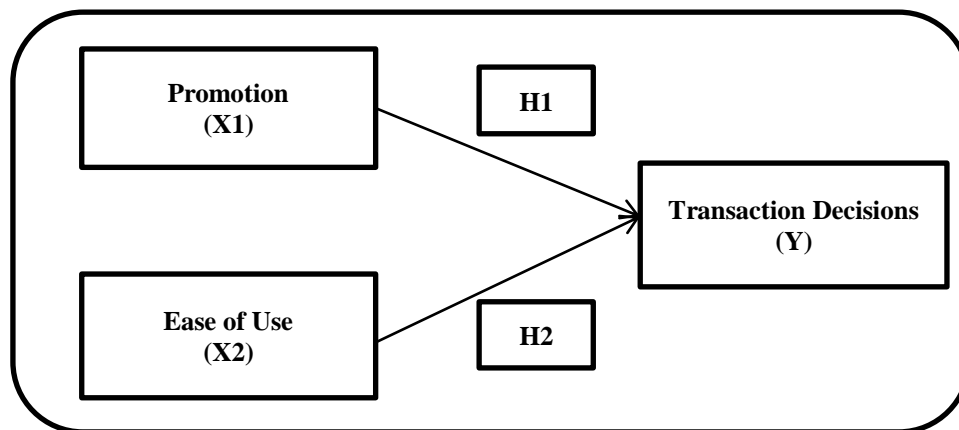 Promotion
(X1)
H1
Transaction Decisions
(Y)
Ease of Use
(X2)
H2